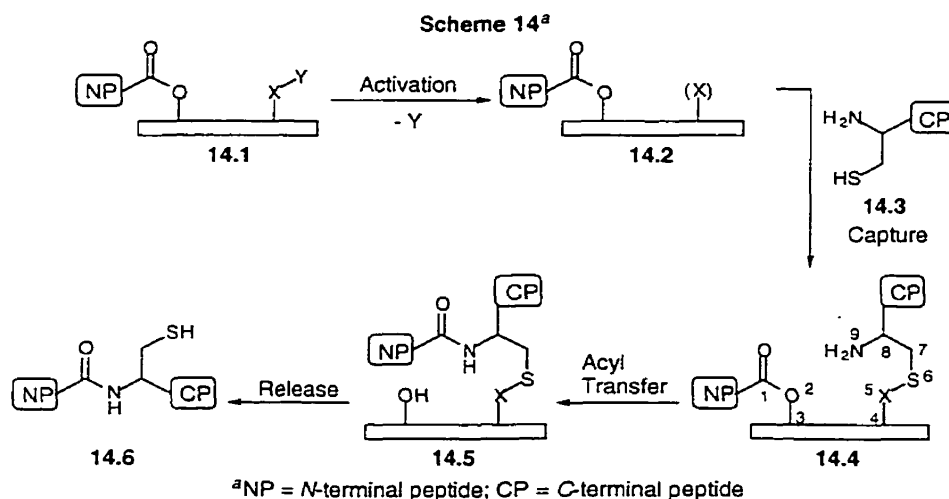 Scheme 14ᵃ
NP
O
O
X
Y
14.1
Activation
- Y
NP
O
O
(X)
14.2
H₂N
CP
HS
14.3
Capture
CP
9
H₂N
8
7
S
6
5
X
4
O
NP
1
O
2
3
14.4
Acyl
Transfer
CP
O
NP
N
H
S
X
OH
14.5
Release
O
SH
NP
N
H
CP
14.6
ᵃNP = N-terminal peptide; CP = C-terminal peptide